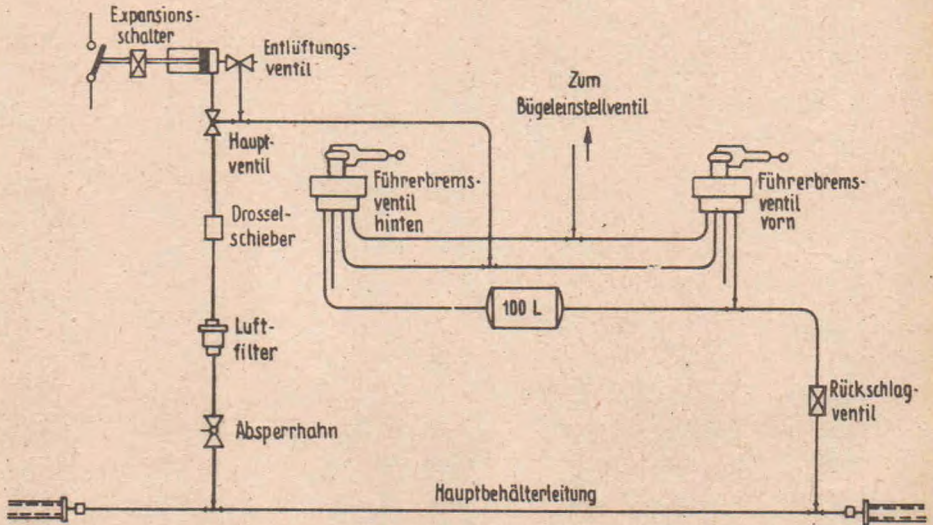 Expansions-
schalter
Entlüftungs-
ventil
Zum
Bügeleinstellventil
Haupt-
ventil
Führerbrems-
ventil
hinten
Führerbrems-
ventil
vorn
Drossel-
schieber
100 L
Luft-
filter
Rückschlag-
ventil
Absperrhahn
Hauptbehälterleitung